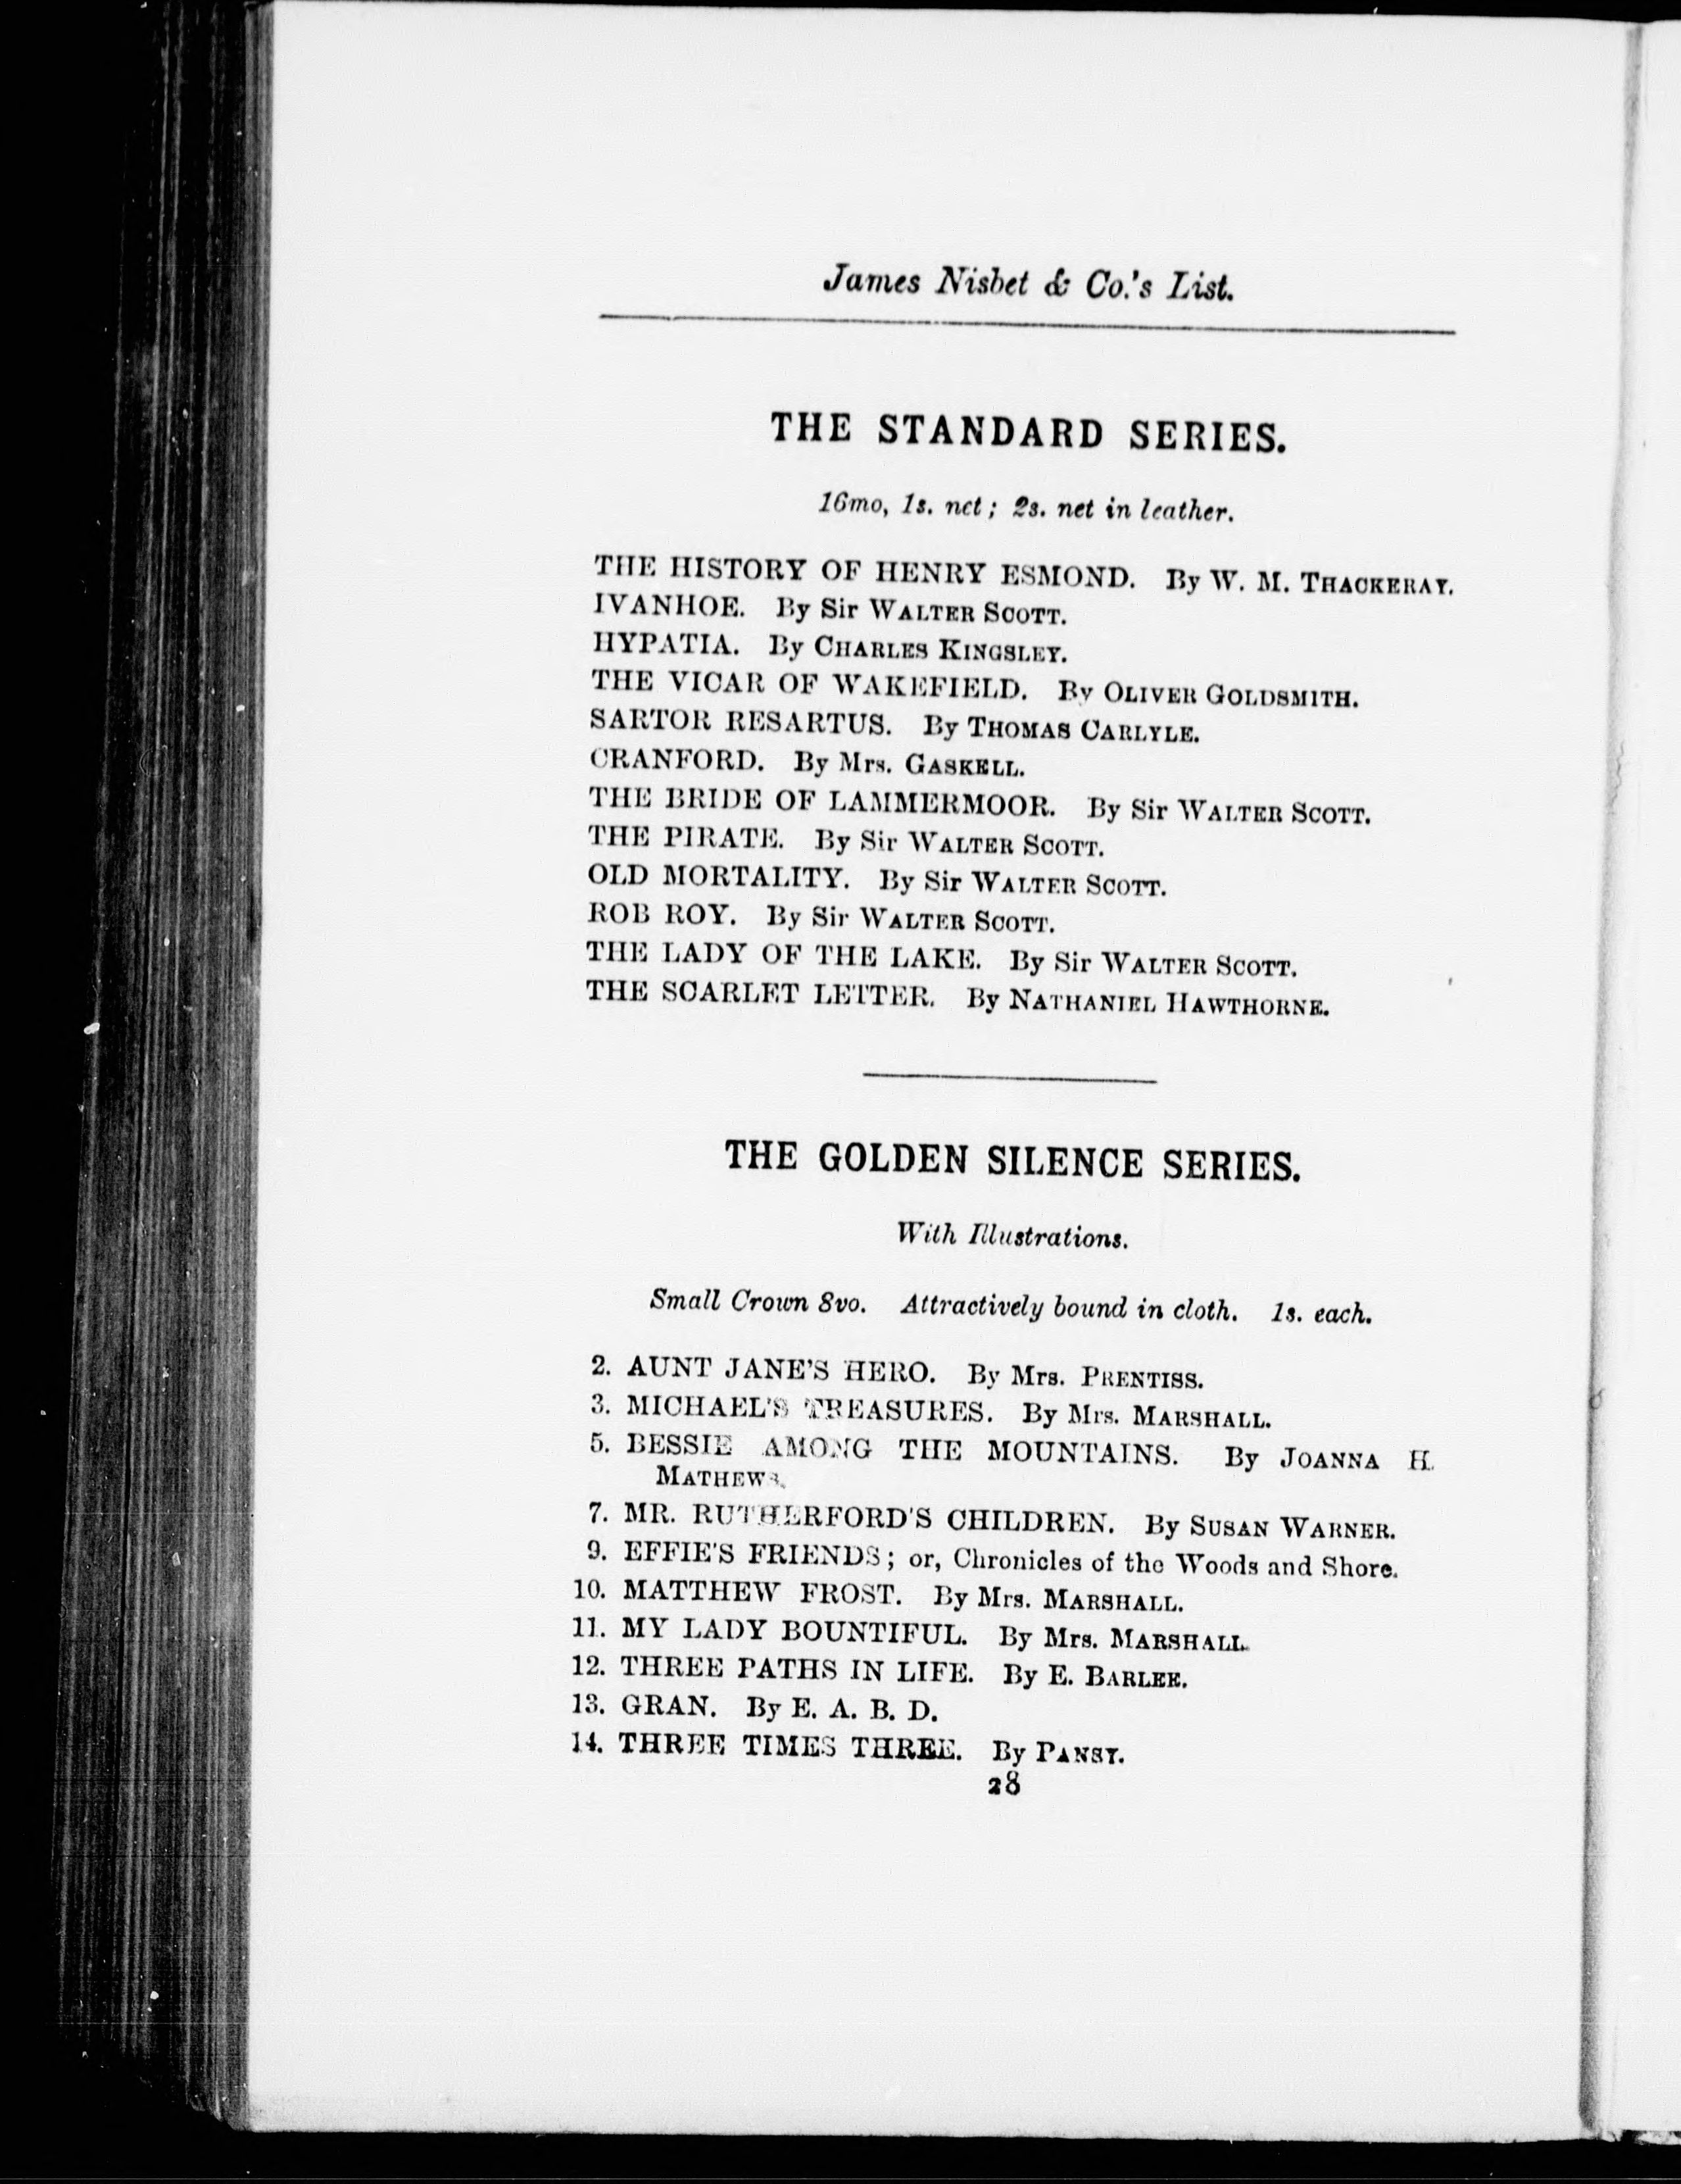 James Nisbet & Co.'s List.
THE STANDARD SERIES.
16mo, 1s. net; 2s. net in leather.
THE HISTORY OF HENRY ESMOND. By W. M. THACKERAY.
IVANHOE. By Sir WALTER SCOTT.
HYPATIA. By CHARLES KINGSLEY.
THE VICAR OF WAKEFIELD. By OLIVER GOLDSMITH.
SARTOR RESARTUS. By THOMAS CARLYLE.
CRANFORD. By Mrs. GASKELL.
THE BRIDE OF LAMMERMOOR. By Sir WALTER SCOTT.
THE PIRATE. By Sir WALTER SCOTT.
OLD MORTALITY. By Sir WALTER SCOTT.
ROB ROY. By Sir WALTER SCOTT.
THE LADY OF THE LAKE. By Sir WALTER SCOTT.
THE SCARLET LETTER. By NATHANIEL HAWTHORNE.
THE GOLDEN SILENCE SERIES.
With Illustrations.
Small Crown 8vo. Attractively bound in cloth. 1s. each.
2. AUNT JANE'S HERO. By Mrs. PRENTISS.
3. MICHAEL'S TREASURES. By Mrs. MARSHALL.
5. BESSIE AMONG THE MOUNTAINS. By JOANNA H.
MATHEWS.
7. MR. RUTHERFORD'S CHILDREN. By SUSAN WARNER.
9. EFFIE'S FRIENDS; or, Chronicles of the Woods and Shore.
10. MATTHEW FROST. By Mrs. MARSHALL.
11. MY LADY BOUNTIFUL. By Mrs. MARSHALL.
12. THREE PATHS IN LIFE. By E. BARLEE.
13. GRAN. By E. A. B. D.
14. THREE TIMES THREE. By PANSY.
28